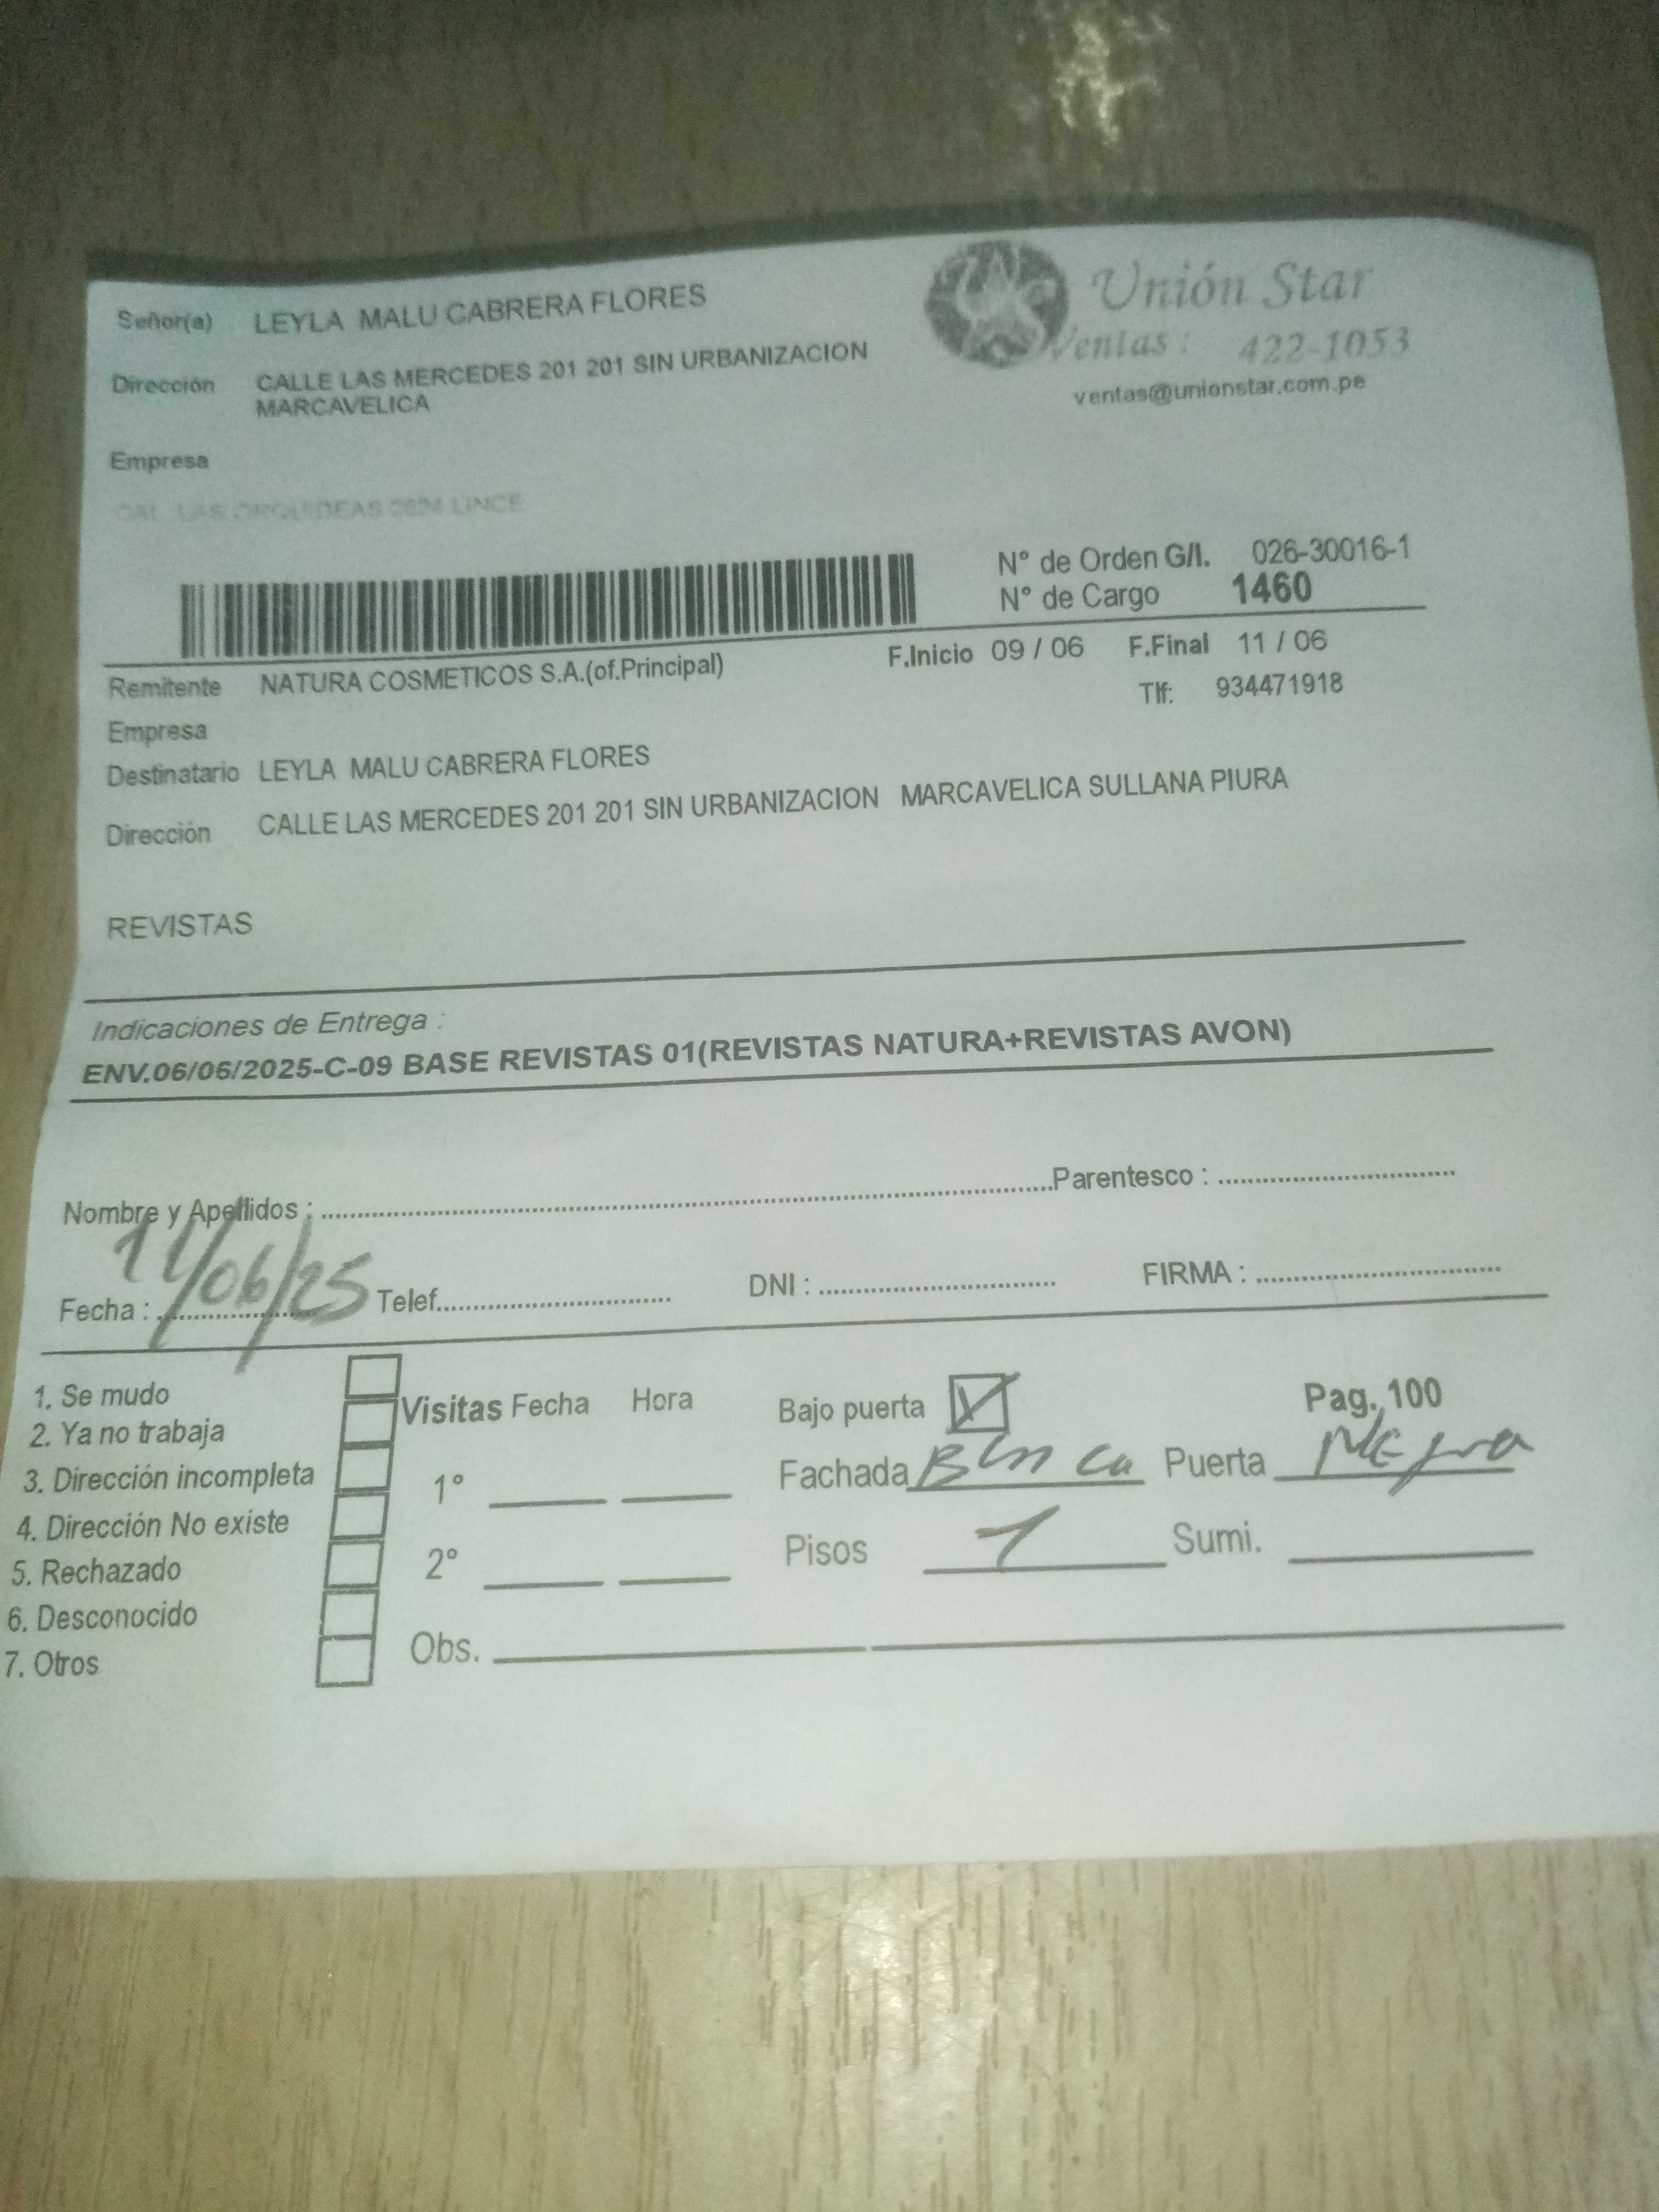 Señor(a) LEYLA MALU CABRERA FLORES
Unión Star
Ventas : 422-1053
ventas@unionstar.com.pe
Dirección CALLE LAS MERCEDES 201 201 SIN URBANIZACION
MARCAVELICA
Empresa
CAL LAS ORQUIDEAS LINCE
N° de Orden G/I. 026-30016-1
N° de Cargo 1460
F.Inicio 09 / 06 F.Final 11 / 06
Remitente NATURA COSMETICOS S.A.(of.Principal)
Tlf: 934471918
Empresa
Destinatario LEYLA MALU CABRERA FLORES
Dirección CALLE LAS MERCEDES 201 201 SIN URBANIZACION MARCAVELICA SULLANA PIURA
REVISTAS
Indicaciones de Entrega :
ENV.06/06/2025-C-09 BASE REVISTAS 01(REVISTAS NATURA+REVISTAS AVON)
Nombre y Apellidos : Parentesco :
Fecha : 11/06/25 Telef. DNI : FIRMA :
1. Se mudo
2. Ya no trabaja
3. Dirección incompleta
4. Dirección No existe
5. Rechazado
6. Desconocido
7. Otros
Visitas Fecha Hora
1°
2°
Obs.
Bajo puerta Pag., 100
Fachada Blnca Puerta Negra
Pisos 1 Sumi.